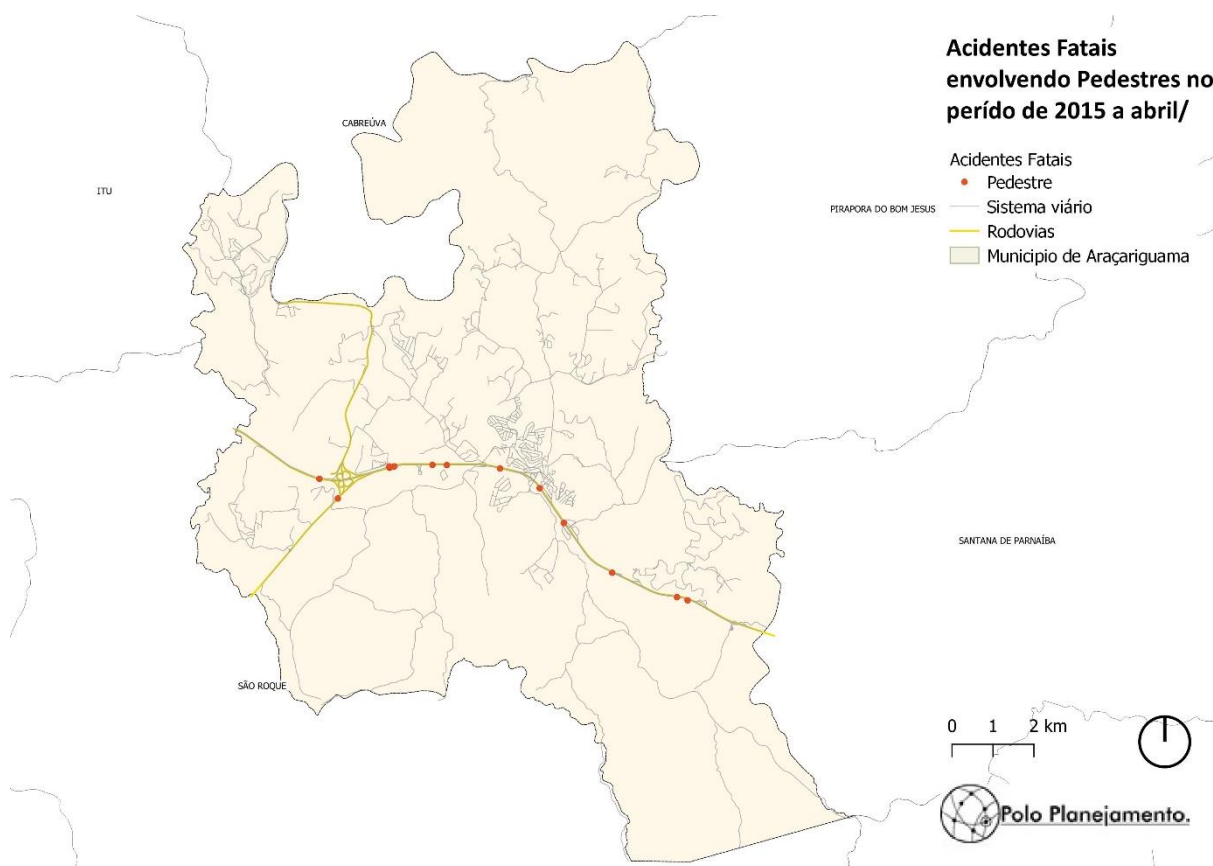 Acidentes Fatais
envolvendo Pedestres no
perído de 2015 a abril/
Acidentes Fatais
Pedestre
Sistema viário
Rodovias
Municipio de Araçariguama
CABREÚVA
ITU
PIRAPORA DO BOM JESUS
SANTANA DE PARNAÍBA
SÃO ROQUE
0 1 2 km
Polo Planejamento.